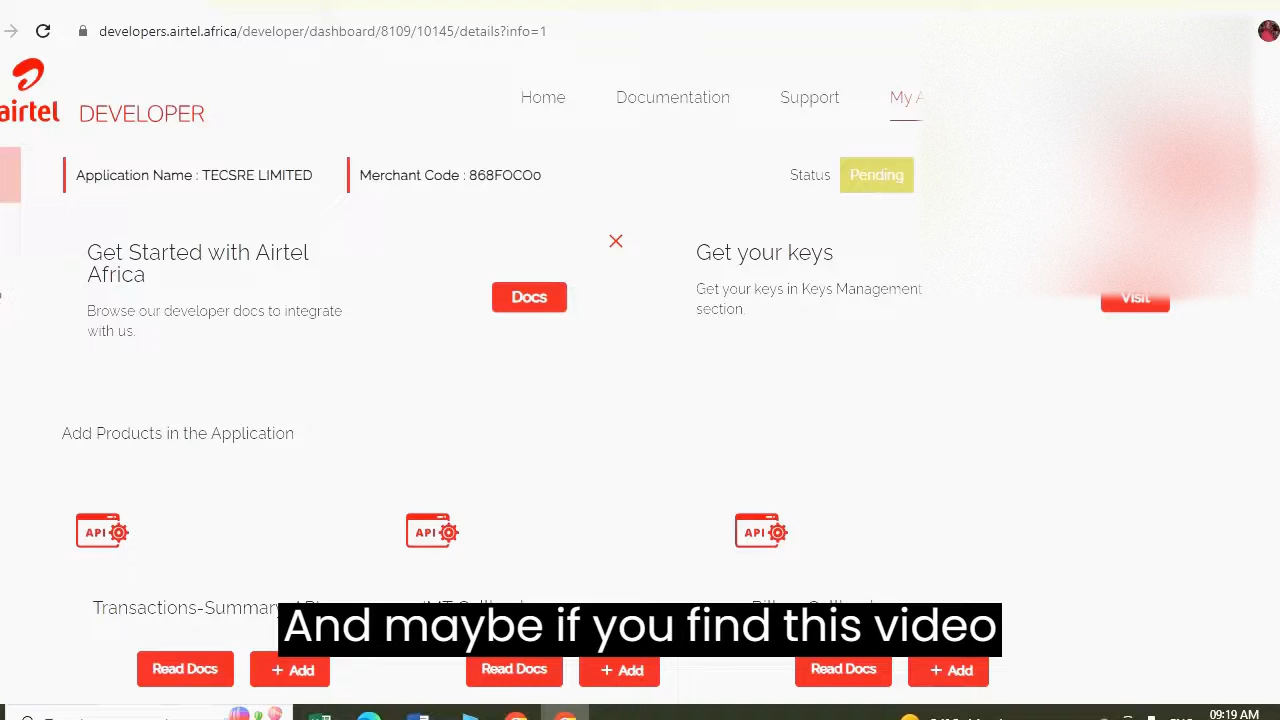 developers.airtel.africa/developer/dashboard/8109/10145/details?info=1
airtel DEVELOPER
Home Documentation Support My
Application Name : TECSRE LIMITED Merchant Code : 868FOCO0 Status Pending
Get Started with Airtel
Africa
Browse our developer docs to integrate
with us.
Docs
Get your keys
Get your keys in Keys Management
section.
Visit
Add Products in the Application
API API API
Transactions-Summary
And maybe if you find this video
Read Docs + Add Read Docs + Add Read Docs + Add
09:19 AM